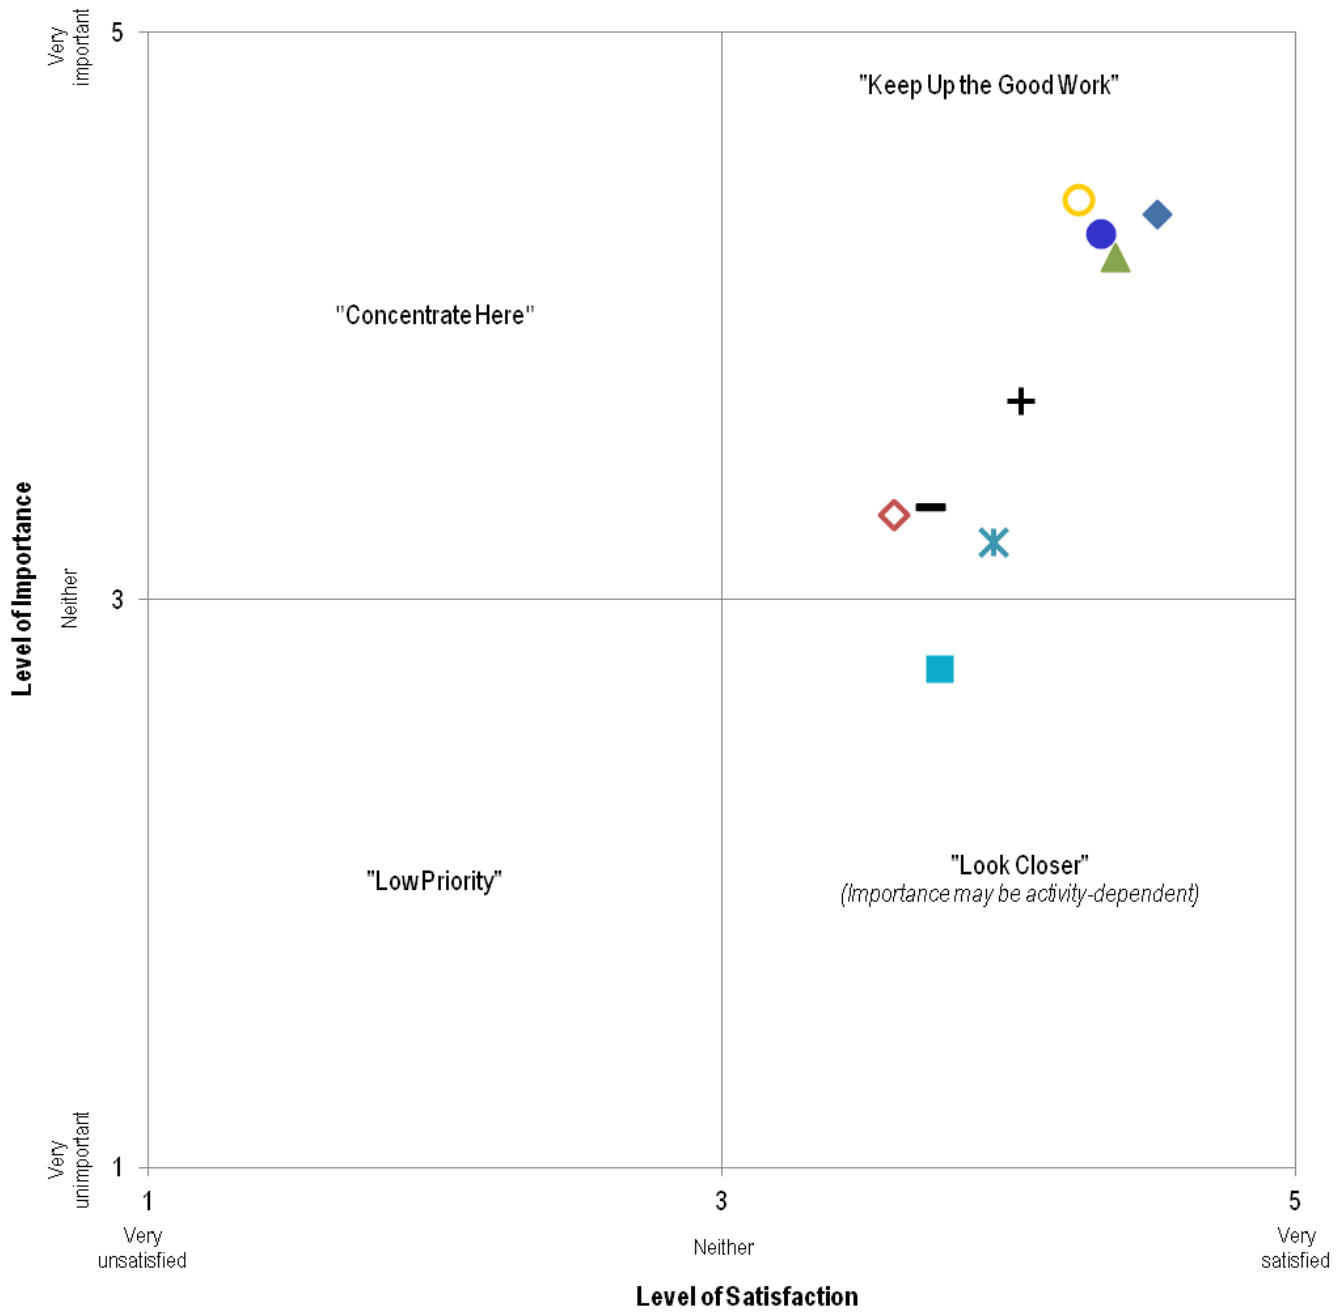 Very
important
5
"Keep Up the Good Work"
"Concentrate Here"
Level of Importance
Neither
3
"Low Priority"
"Look Closer"
(Importance may be activity-dependent)
Very
unimportant
1
1
3
5
Very
unsatisfied
Neither
Very
satisfied
Level of Satisfaction